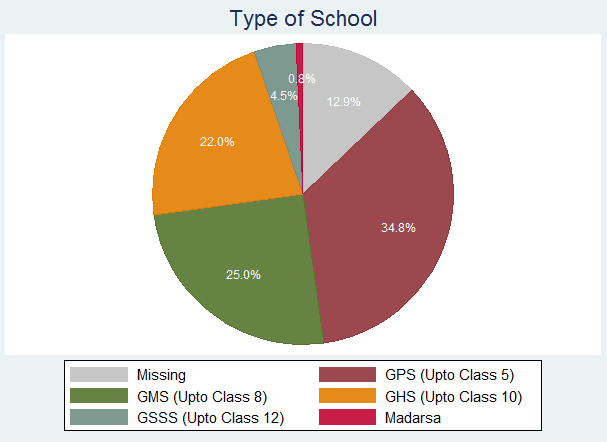 Type of School
0.8%
4.5%
12.9%
22.0%
34.8%
25.0%
Missing
GPS (Upto Class 5)
GMS (Upto Class 8)
GHS (Upto Class 10)
GSSS (Upto Class 12)
Madarsa